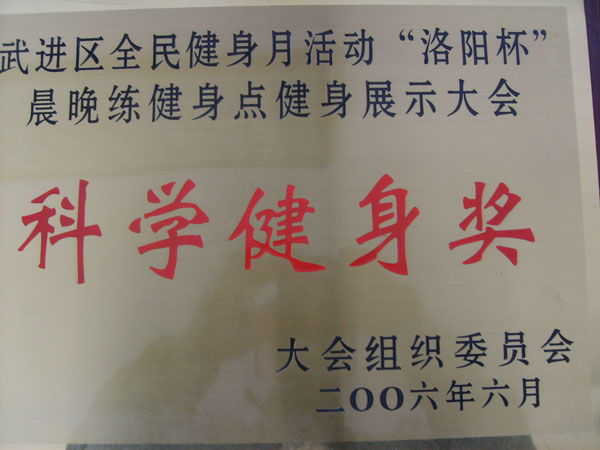 武进区全民健身月活动“洛阳杯”
晨晚练健身点健身展示大会
科学健身奖
大会组织委员会
二OO六年六月